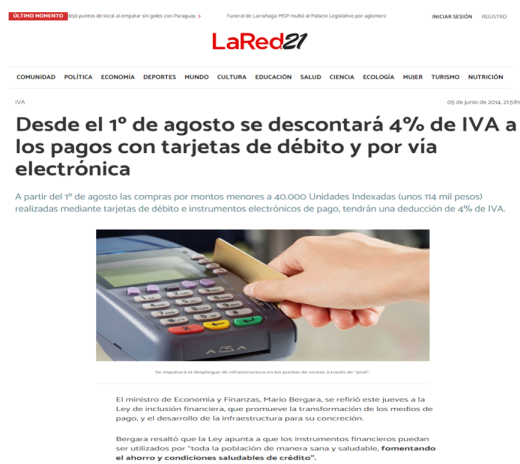 ÚLTIMO MOMENTO dejó puntos de local al empatar sin goles con Paraguay > Funeral de Larrañaga: MSP multó al Palacio Legislativo por aglomera INICIAR SESIÓN REGISTRO
LaRed21
COMUNIDAD POLÍTICA ECONOMÍA DEPORTES MUNDO CULTURA EDUCACIÓN SALUD CIENCIA ECOLOGÍA MUJER TURISMO NUTRICIÓN
IVA 05 de junio de 2014, 21:51hs
Desde el 1º de agosto se descontará 4% de IVA a
los pagos con tarjetas de débito y por vía
electrónica
A partir del 1º de agosto las compras por montos menores a 40.000 Unidades Indexadas (unos 114 mil pesos)
realizadas mediante tarjetas de débito e instrumentos electrónicos de pago, tendrán una deducción de 4% de IVA.
Se impulsará el despliegue de infraestructura en los puntos de ventas a través de "post".
El ministro de Economía y Finanzas, Mario Bergara, se refirió este jueves a la
Ley de inclusión financiera, que promueve la transformación de los medios de
pago, y el desarrollo de la infraestructura para su concreción.
Bergara resaltó que la Ley apunta a que los instrumentos financieros puedan
ser utilizados por "toda la población de manera sana y saludable, fomentando
el ahorro y condiciones saludables de crédito".